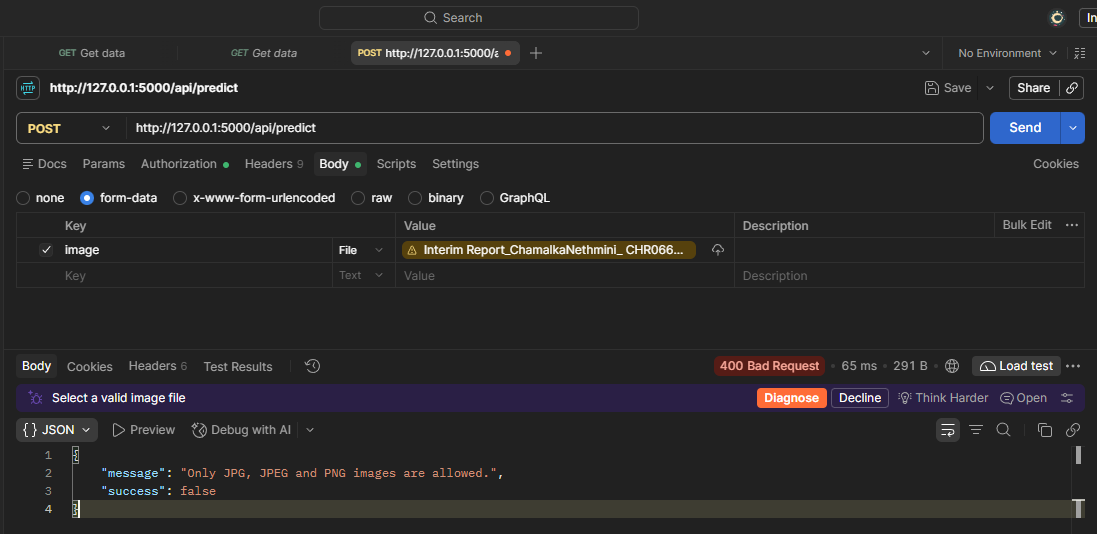 Search
In
GET Get data
GET Get data
POST http://127.0.0.1:5000/a
No Environment
HTTP http://127.0.0.1:5000/api/predict
Save
Share
POST http://127.0.0.1:5000/api/predict
Send
Docs Params Authorization Headers 9 Body Scripts Settings
Cookies
none form-data x-www-form-urlencoded raw binary GraphQL
Key Value Description Bulk Edit
image File Interim Report_ChamalkaNethmini_ CHR066...
Key Text Value Description
Body Cookies Headers 6 Test Results
400 Bad Request • 65 ms • 291 B
Load test
Select a valid image file
Diagnose Decline Think Harder Open
{} JSON Preview Debug with AI
1 {
2 "message": "Only JPG, JPEG and PNG images are allowed.",
3 "success": false
4 }